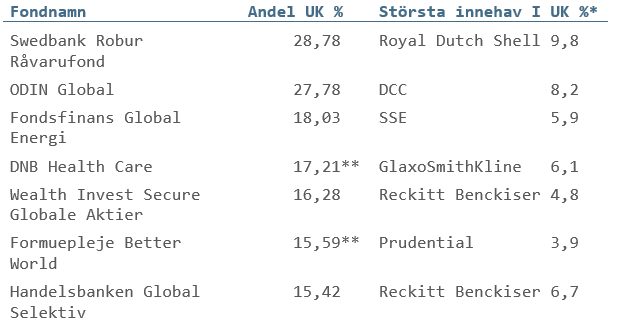 Fondnamn Andel UK % Största innehav I UK %*
Swedbank Robur 28,78 Royal Dutch Shell 9,8
Råvarufond
ODIN Global 27,78 DCC 8,2
Fondsfinans Global 18,03 SSE 5,9
Energi
DNB Health Care 17,21** GlaxoSmithKline 6,1
Wealth Invest Secure 16,28 Reckitt Benckiser 4,8
Globale Aktier
Formuepleje Better 15,59** Prudential 3,9
World
Handelsbanken Global 15,42 Reckitt Benckiser 6,7
Selektiv